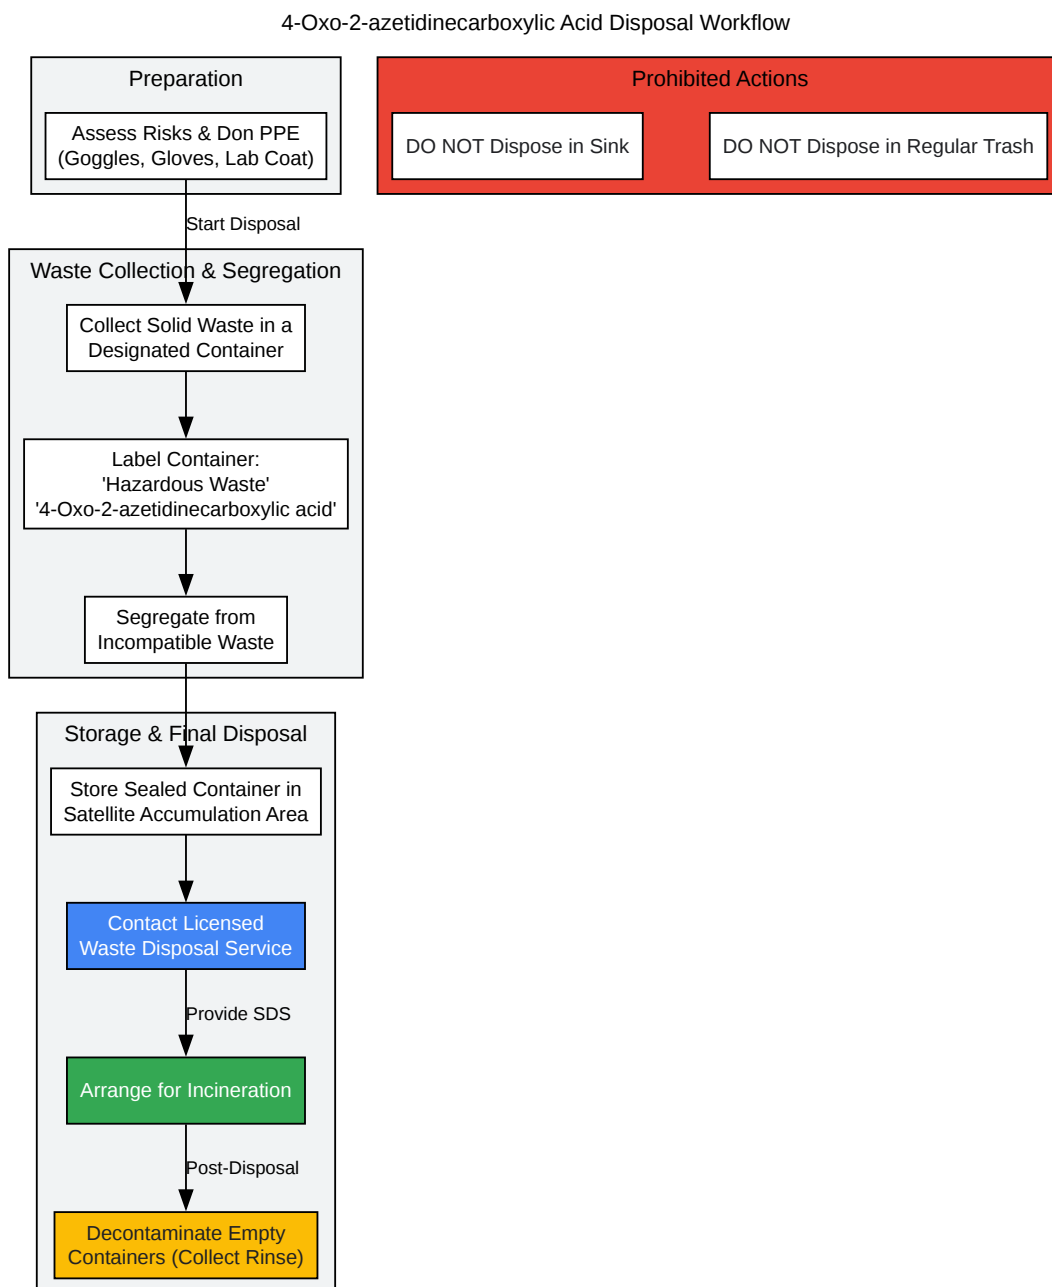 4-Oxo-2-azetidinecarboxylic Acid Disposal Workflow
Preparation
Assess Risks & Don PPE
(Goggles, Gloves, Lab Coat)
Prohibited Actions
DO NOT Dispose in Sink
DO NOT Dispose in Regular Trash
Start Disposal
Waste Collection & Segregation
Collect Solid Waste in a
Designated Container
Label Container:
'Hazardous Waste'
'4-Oxo-2-azetidinecarboxylic acid'
Segregate from
Incompatible Waste
Storage & Final Disposal
Store Sealed Container in
Satellite Accumulation Area
Contact Licensed
Waste Disposal Service
Provide SDS
Arrange for Incineration
Post-Disposal
Decontaminate Empty
Containers (Collect Rinse)